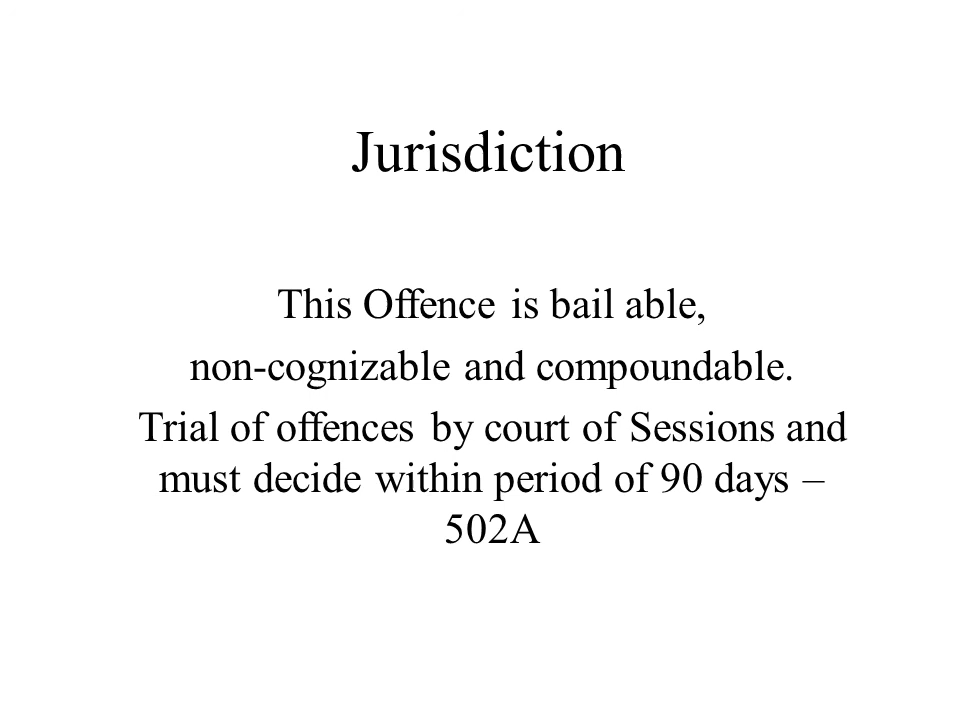 Jurisdiction
This Offence is bail able,
non-cognizable and compoundable.
Trial of offences by court of Sessions and
must decide within period of 90 days –
502A